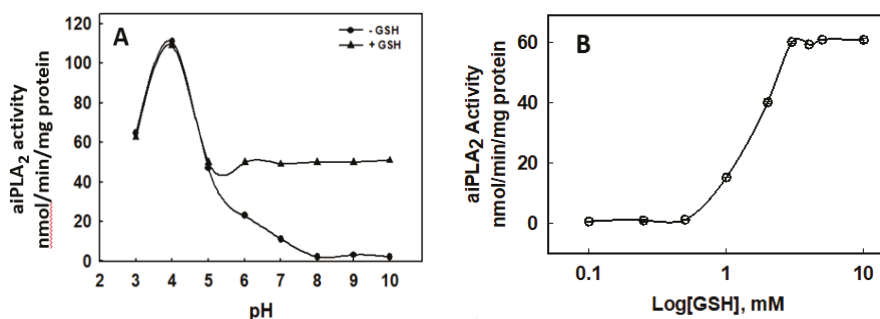 A
- GSH
+ GSH
aiPLA₂ activity
nmol/min/mg protein
120
100
80
60
40
20
0
2 3 4 5 6 7 8 9 10
pH
B
aiPLA₂ Activity
nmol/min/mg protein
60
40
20
0
0.1 1 10
Log[GSH], mM